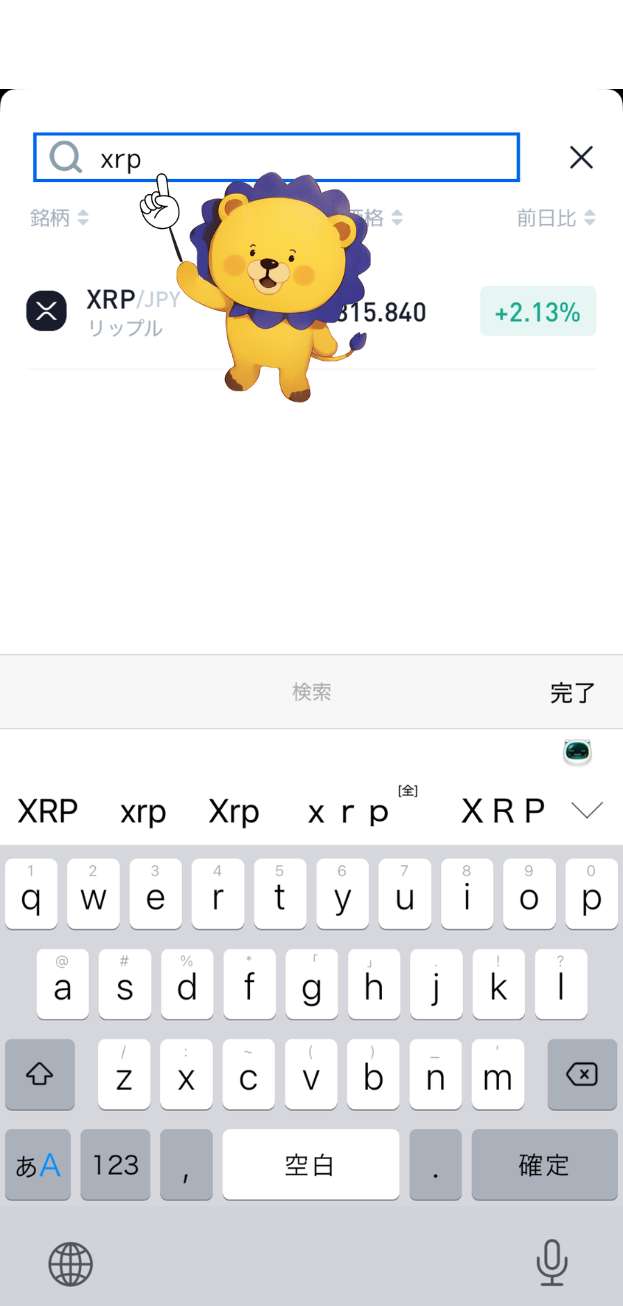 xrp
銘柄
価格
前日比
XRP/JPY
リップル
315.840
+2.13%
検索
完了
XRP
xrp
Xrp
ｘｒｐ
[全]
ＸＲＰ
1 2 3 4 5 6 7 8 9 0
q w e r t y u i o p
@ # % * 「 」 . ! ?
a s d f g h j k l
/ : ~ ( ) _ '
z x c v b n m
あA 123 , 空白 . 確定